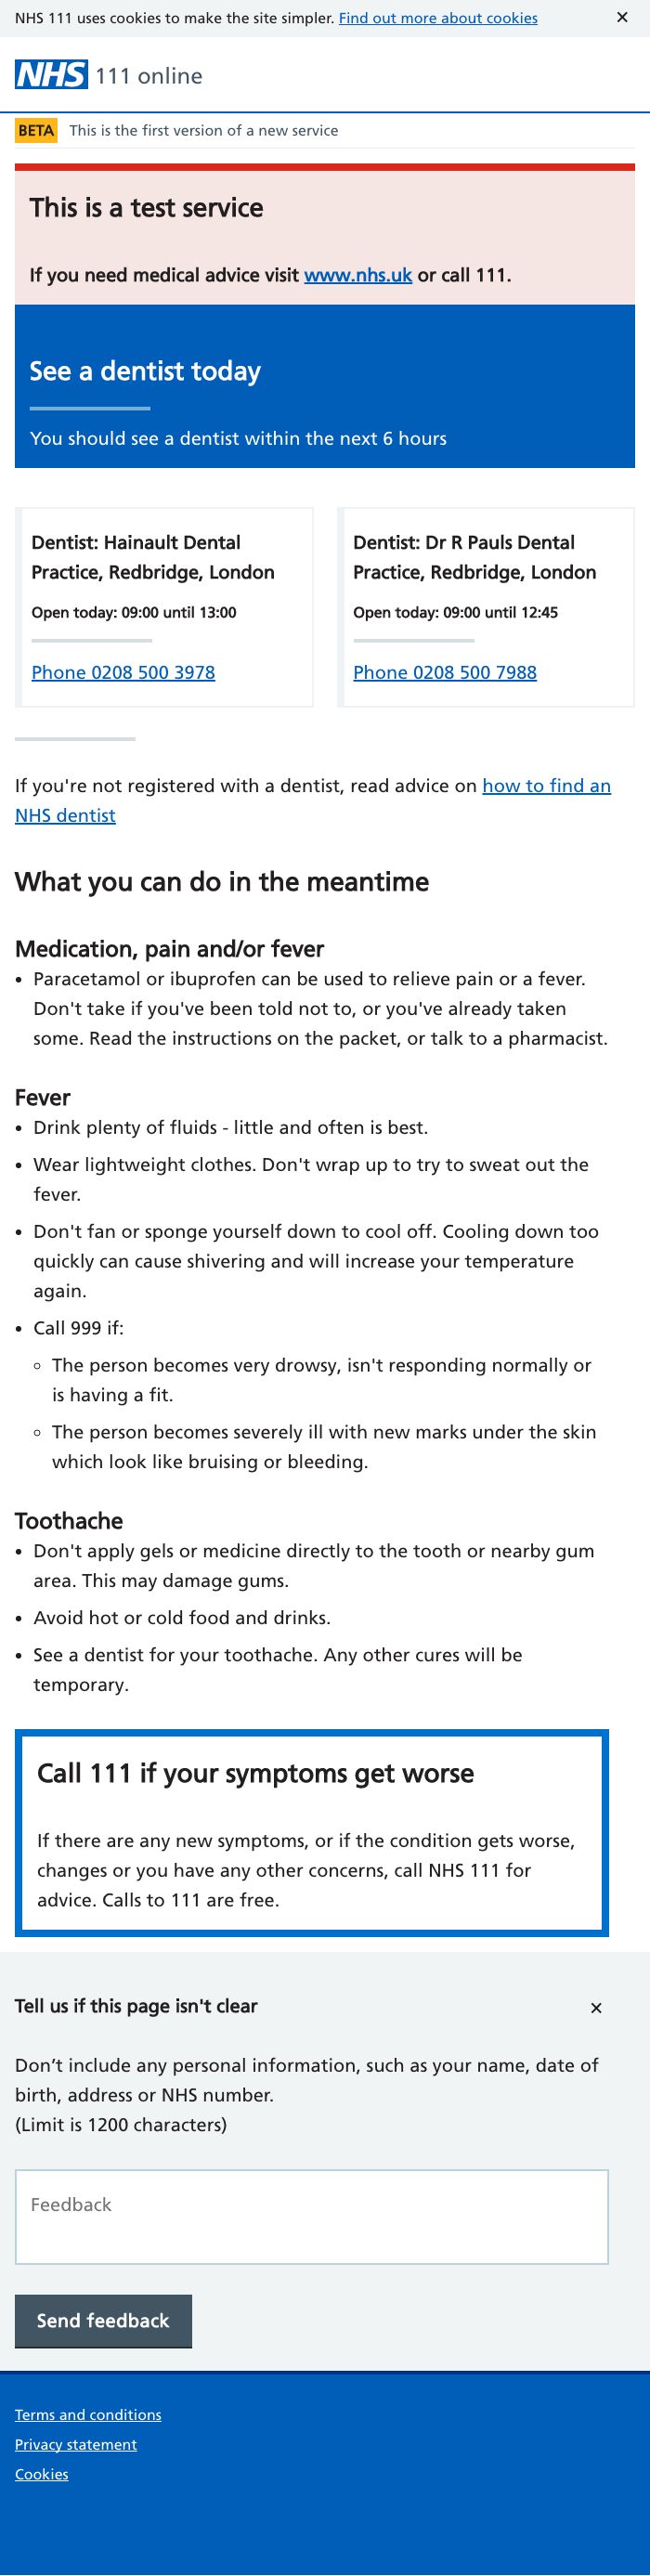 NHS 111 uses cookies to make the site simpler. Find out more about cookies ✕
NHS 111 online
BETA This is the first version of a new service
This is a test service
If you need medical advice visit www.nhs.uk or call 111.
See a dentist today
You should see a dentist within the next 6 hours
Dentist: Hainault Dental
Practice, Redbridge, London
Open today: 09:00 until 13:00
Phone 0208 500 3978
Dentist: Dr R Pauls Dental
Practice, Redbridge, London
Open today: 09:00 until 12:45
Phone 0208 500 7988
If you're not registered with a dentist, read advice on how to find an
NHS dentist
What you can do in the meantime
Medication, pain and/or fever
• Paracetamol or ibuprofen can be used to relieve pain or a fever.
Don't take if you've been told not to, or you've already taken
some. Read the instructions on the packet, or talk to a pharmacist.
Fever
• Drink plenty of fluids - little and often is best.
• Wear lightweight clothes. Don't wrap up to try to sweat out the
fever.
• Don't fan or sponge yourself down to cool off. Cooling down too
quickly can cause shivering and will increase your temperature
again.
• Call 999 if:
◦ The person becomes very drowsy, isn't responding normally or
is having a fit.
◦ The person becomes severely ill with new marks under the skin
which look like bruising or bleeding.
Toothache
• Don't apply gels or medicine directly to the tooth or nearby gum
area. This may damage gums.
• Avoid hot or cold food and drinks.
• See a dentist for your toothache. Any other cures will be
temporary.
Call 111 if your symptoms get worse
If there are any new symptoms, or if the condition gets worse,
changes or you have any other concerns, call NHS 111 for
advice. Calls to 111 are free.
Tell us if this page isn't clear ✕
Don’t include any personal information, such as your name, date of
birth, address or NHS number.
(Limit is 1200 characters)
Feedback
Send feedback
Terms and conditions
Privacy statement
Cookies